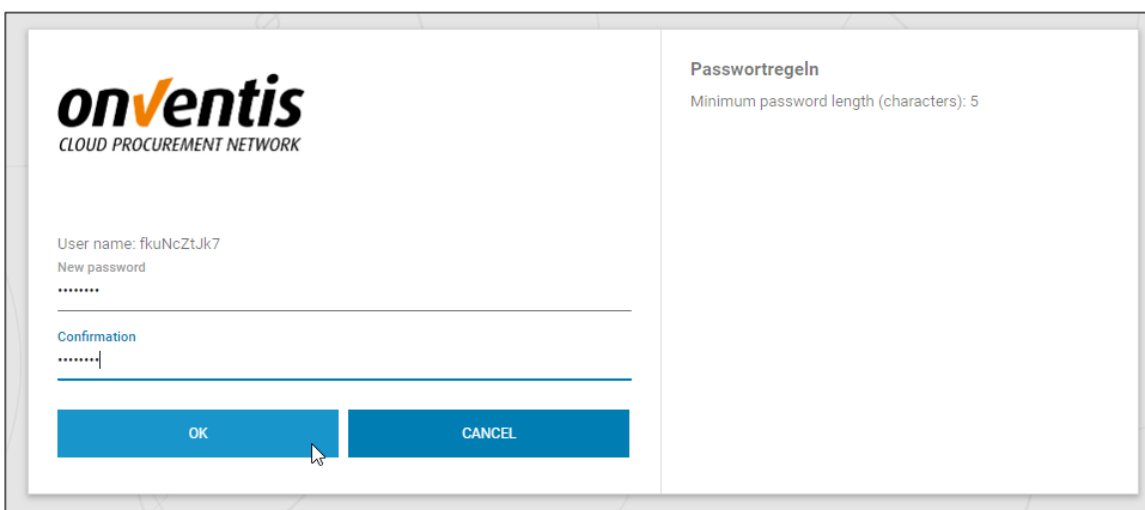 onventis
CLOUD PROCUREMENT NETWORK
User name: fkuNcZtJk7
New password
••••••••
Confirmation
••••••••
OK
CANCEL
Passwortregeln
Minimum password length (characters): 5